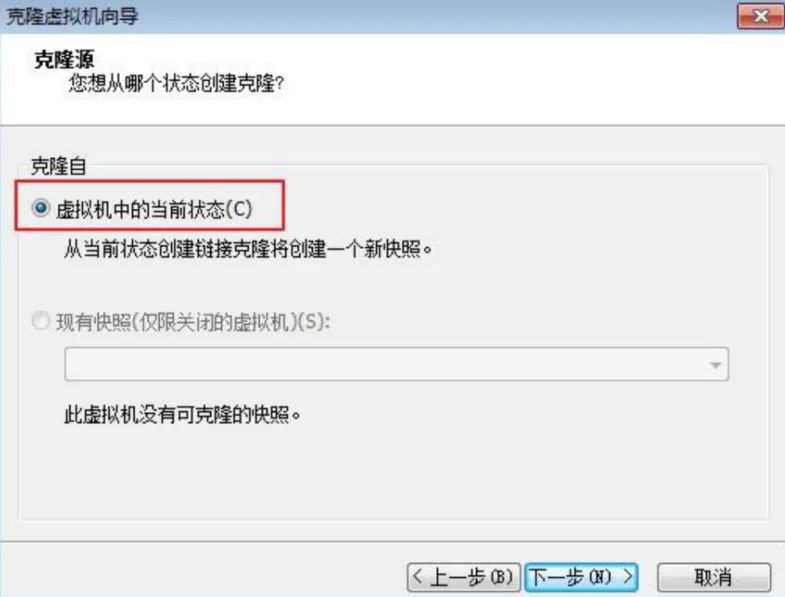 克隆虚拟机向导
克隆源
您想从哪个状态创建克隆?
克隆自
虚拟机中的当前状态(C)
从当前状态创建链接克隆将创建一个新快照。
现有快照(仅限关闭的虚拟机)(S):
此虚拟机没有可克隆的快照。
< 上一步(B) 下一步(N) > 取消